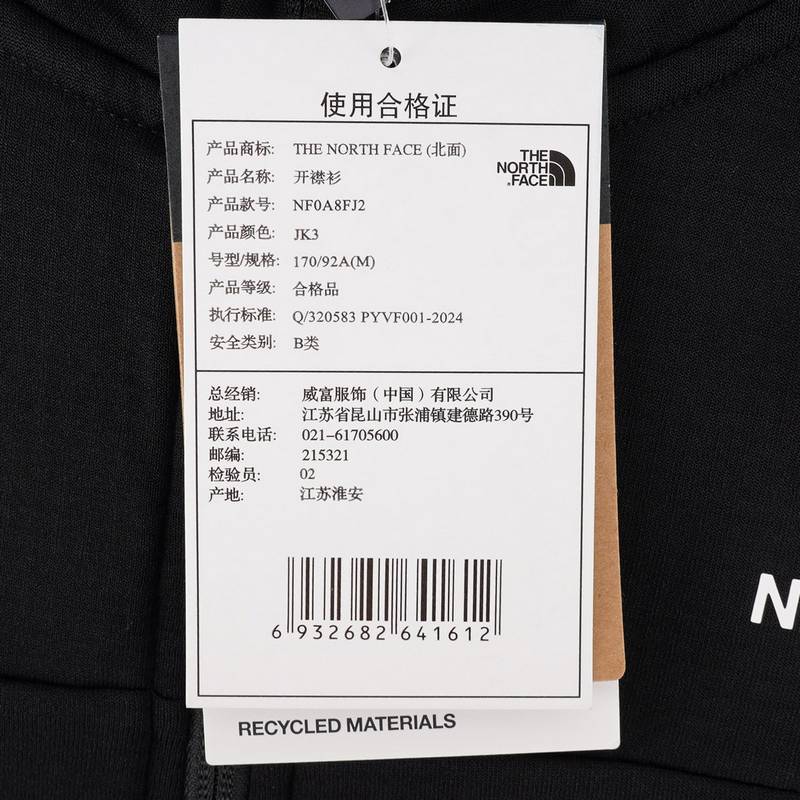 使用合格证
产品商标: THE NORTH FACE (北面)
THE
NORTH
FACE
产品名称: 开襟衫
产品款号: NF0A8FJ2
产品颜色: JK3
号型/规格: 170/92A(M)
产品等级: 合格品
执行标准: Q/320583 PYVF001-2024
安全类别: B类
总经销: 威富服饰（中国）有限公司
地址: 江苏省昆山市张浦镇建德路390号
联系电话: 021-61705600
邮编: 215321
检验员: 02
产地: 江苏淮安
6 932682 641612
N
RECYCLED MATERIALS